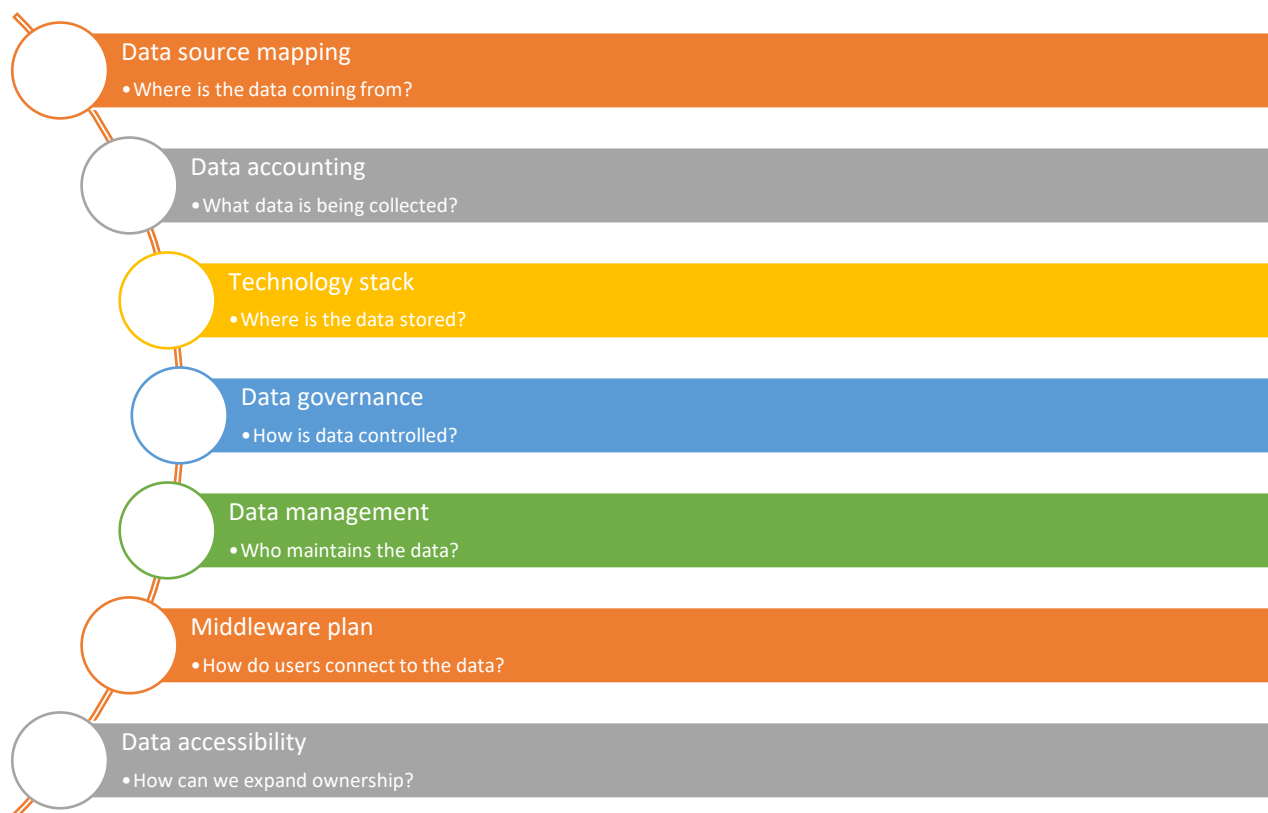 Data source mapping
•Where is the data coming from?
Data accounting
•What data is being collected?
Technology stack
•Where is the data stored?
Data governance
•How is data controlled?
Data management
•Who maintains the data?
Middleware plan
•How do users connect to the data?
Data accessibility
•How can we expand ownership?